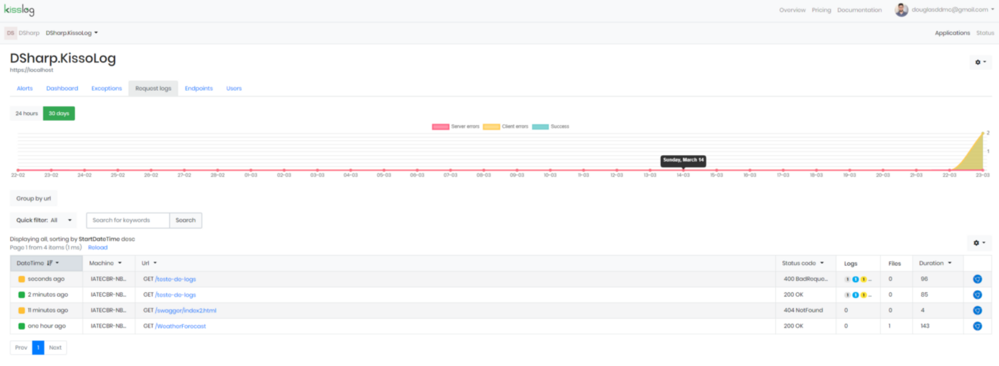 kisslog
Overview Pricing Documentation douglasddmc@gmail.com
DS DSharp DSharp.KissoLog
Applications Status
DSharp.KissoLog
https://localhost
Alerts Dashboard Exceptions Request logs Endpoints Users
24 hours 30 days
Server errors Client errors Success
2
1
Sunday, March 14
22-02 23-02 24-02 25-02 26-02 27-02 28-02 01-03 02-03 03-03 04-03 05-03 06-03 07-03 08-03 09-03 10-03 11-03 12-03 13-03 14-03 15-03 16-03 17-03 18-03 19-03 20-03 21-03 22-03 23-03
Group by url
Quick filter: All Search for keywords Search
Displaying all, sorting by StartDateTime desc
Page 1 from 4 items (1 ms) Reload
DateTime Machine Url Status code Logs Files Duration
seconds ago IATECBR-NB... GET /teste-de-logs 400 BadReque... 1 1 1 ... 0 96
2 minutes ago IATECBR-NB... GET /teste-de-logs 200 OK 1 1 1 ... 0 85
11 minutes ago IATECBR-NB... GET /swagger/index2.html 404 NotFound 0 0 4
one hour ago IATECBR-NB... GET /WeatherForecast 200 OK 0 1 143
Prev 1 Next